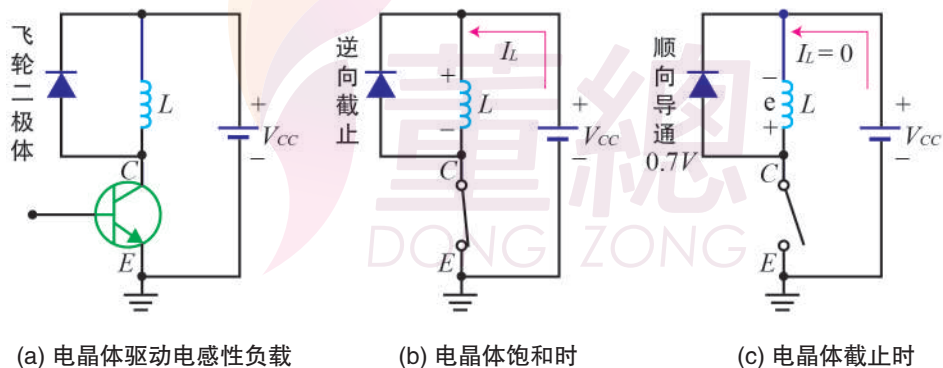 飞轮二极体
L
+
VCC
−
C
E
(a) 电晶体驱动电感性负载
逆向截止
IL
+
L
−
+
VCC
−
C
E
(b) 电晶体饱和时
顺向导通
0.7V
IL = 0
−
e
+
L
+
VCC
−
C
E
(c) 电晶体截止时
董總
DONG ZONG